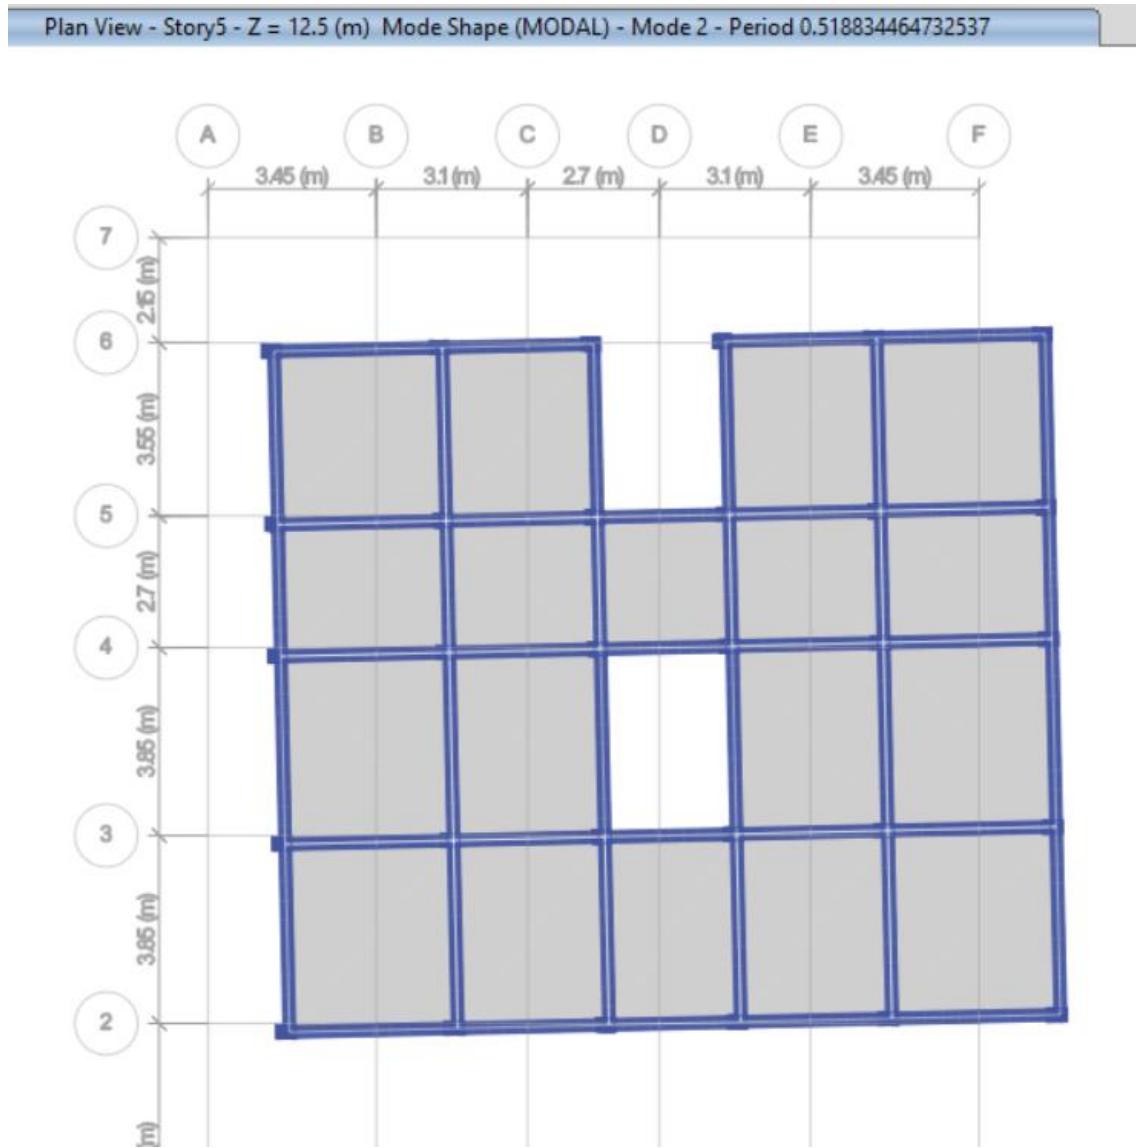 Plan View - Story5 - Z = 12.5 (m) Mode Shape (MODAL) - Mode 2 - Period 0.518834464732537
A B C D E F
3.45 (m) 3.1 (m) 2.7 (m) 3.1 (m) 3.45 (m)
7
2.15 (m)
6
3.55 (m)
5
2.7 (m)
4
3.85 (m)
3
3.85 (m)
2
(m)